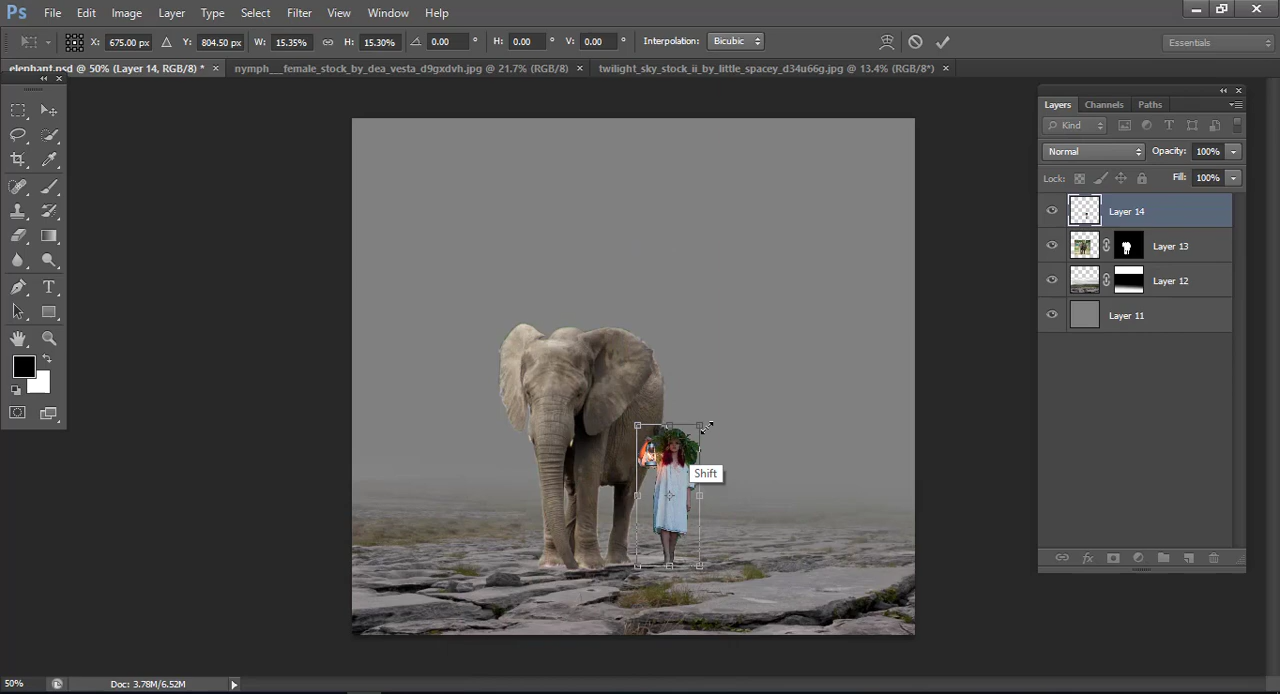 Ps File Edit Image Layer Type Select Filter View Window Help
X: 675.00 px Y: 804.50 px W: 15.35% H: 15.30% 0.00 ° H: 0.00 ° V: 0.00 ° Interpolation: Bicubic Essentials
elephant.psd @ 50% (Layer 14, RGB/8) * × nymph___female_stock_by_dea_vesta_d9gxdvh.jpg @ 21.7% (RGB/8) × twilight_sky_stock_ii_by_little_spacey_d34u66g.jpg @ 13.4% (RGB/8*) ×
Layers Channels Paths
Kind
Normal Opacity: 100%
Lock: Fill: 100%
Layer 14
Layer 13
Layer 12
Layer 11
Shift
50% Doc: 3.78M/6.52M